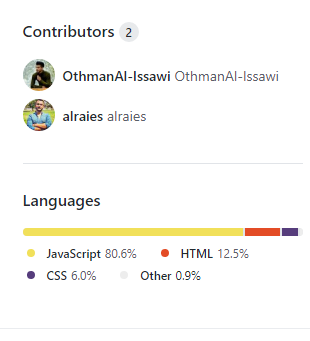 Contributors 2
OthmanAl-Issawi OthmanAl-Issawi
alraies alraies
Languages
JavaScript 80.6% HTML 12.5%
CSS 6.0% Other 0.9%